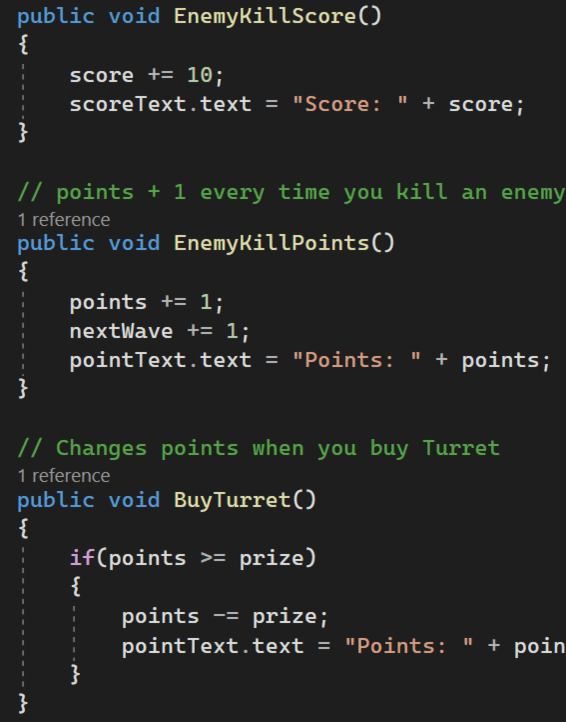 public void EnemyKillScore()
{
    score += 10;
    scoreText.text = "Score: " + score;
}
// points + 1 every time you kill an enemy
1 reference
public void EnemyKillPoints()
{
    points += 1;
    nextWave += 1;
    pointText.text = "Points: " + points;
}
// Changes points when you buy Turret
1 reference
public void BuyTurret()
{
    if(points >= prize)
    {
        points -= prize;
        pointText.text = "Points: " + poin
    }
}